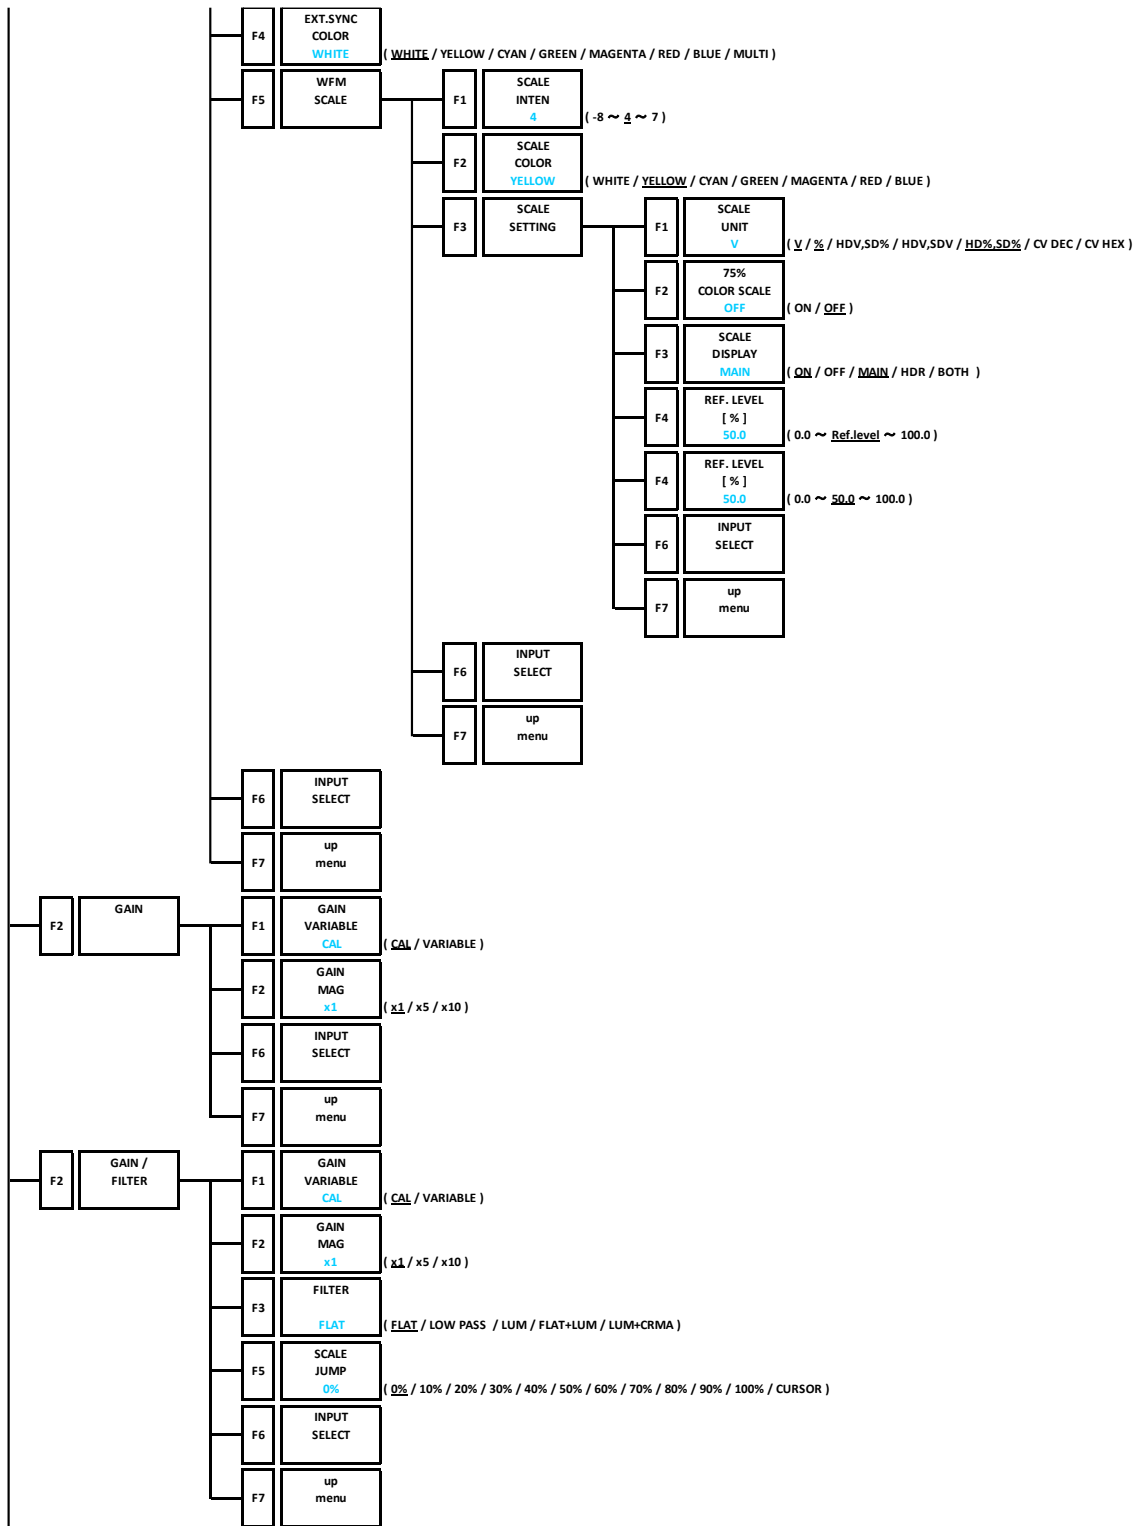 F4
EXT.SYNC
COLOR
WHITE
( WHITE / YELLOW / CYAN / GREEN / MAGENTA / RED / BLUE / MULTI )
F5
WFM
SCALE
F1
SCALE
INTEN
4
( -8 ～ 4 ～ 7 )
F2
SCALE
COLOR
YELLOW
( WHITE / YELLOW / CYAN / GREEN / MAGENTA / RED / BLUE )
F3
SCALE
SETTING
F1
SCALE
UNIT
V
( V / % / HDV,SD% / HDV,SDV / HD%,SD% / CV DEC / CV HEX )
F2
75%
COLOR SCALE
OFF
( ON / OFF )
F3
SCALE
DISPLAY
MAIN
( ON / OFF / MAIN / HDR / BOTH )
F4
REF. LEVEL
[ % ]
50.0
( 0.0 ～ Ref.level ～ 100.0 )
F4
REF. LEVEL
[ % ]
50.0
( 0.0 ～ 50.0 ～ 100.0 )
F6
INPUT
SELECT
F7
up
menu
F6
INPUT
SELECT
F7
up
menu
F6
INPUT
SELECT
F7
up
menu
F2
GAIN
F1
GAIN
VARIABLE
CAL
( CAL / VARIABLE )
F2
GAIN
MAG
x1
( x1 / x5 / x10 )
F6
INPUT
SELECT
F7
up
menu
F2
GAIN /
FILTER
F1
GAIN
VARIABLE
CAL
( CAL / VARIABLE )
F2
GAIN
MAG
x1
( x1 / x5 / x10 )
F3
FILTER
FLAT
( FLAT / LOW PASS / LUM / FLAT+LUM / LUM+CRMA )
F5
SCALE
JUMP
0%
( 0% / 10% / 20% / 30% / 40% / 50% / 60% / 70% / 80% / 90% / 100% / CURSOR )
F6
INPUT
SELECT
F7
up
menu